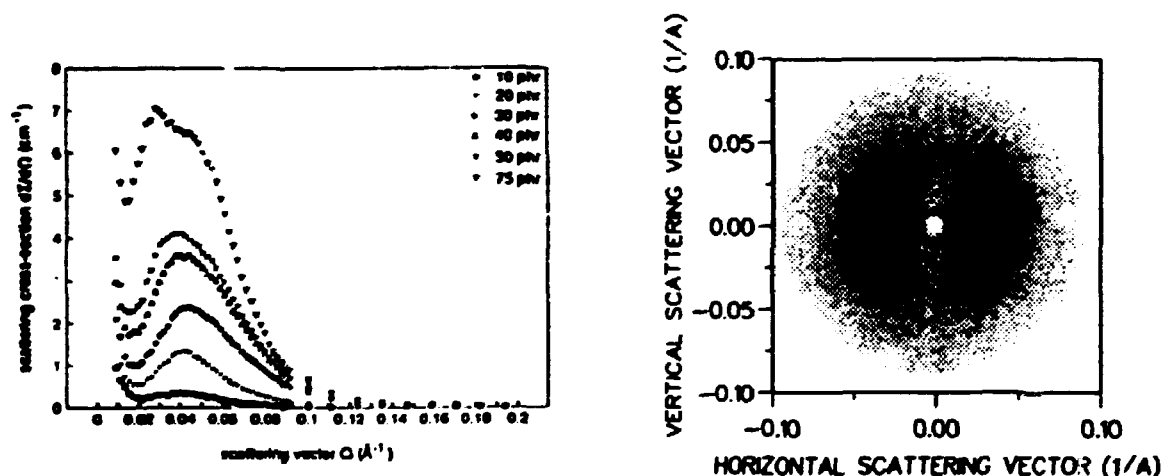 8
7
6
5
4
3
2
1
0
0 0.02 0.04 0.06 0.08 0.1 0.12 0.14 0.16 0.18 0.2
scattering cross-section dΣ/dΩ (cm⁻¹)
scattering vector Q (Å⁻¹)
10 phr
20 phr
30 phr
40 phr
50 phr
75 phr
VERTICAL SCATTERING VECTOR (1/A)
0.10
0.05
0.00
−0.05
−0.10
−0.10 0.00 0.10
HORIZONTAL SCATTERING VECTOR (1/A)